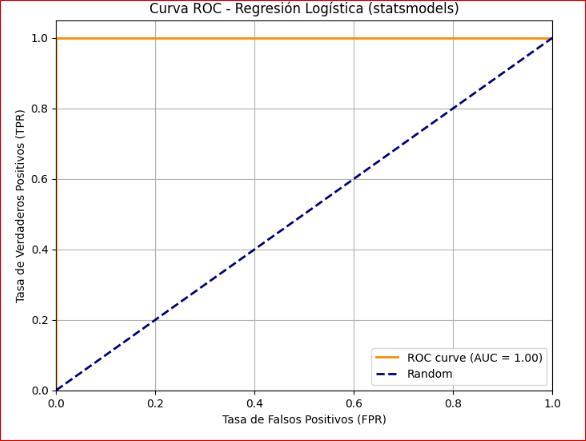 Curva ROC - Regresión Logística (statsmodels)
Tasa de Verdaderos Positivos (TPR)
1.0
0.8
0.6
0.4
0.2
0.0
ROC curve (AUC = 1.00)
Random
0.0 0.2 0.4 0.6 0.8 1.0
Tasa de Falsos Positivos (FPR)